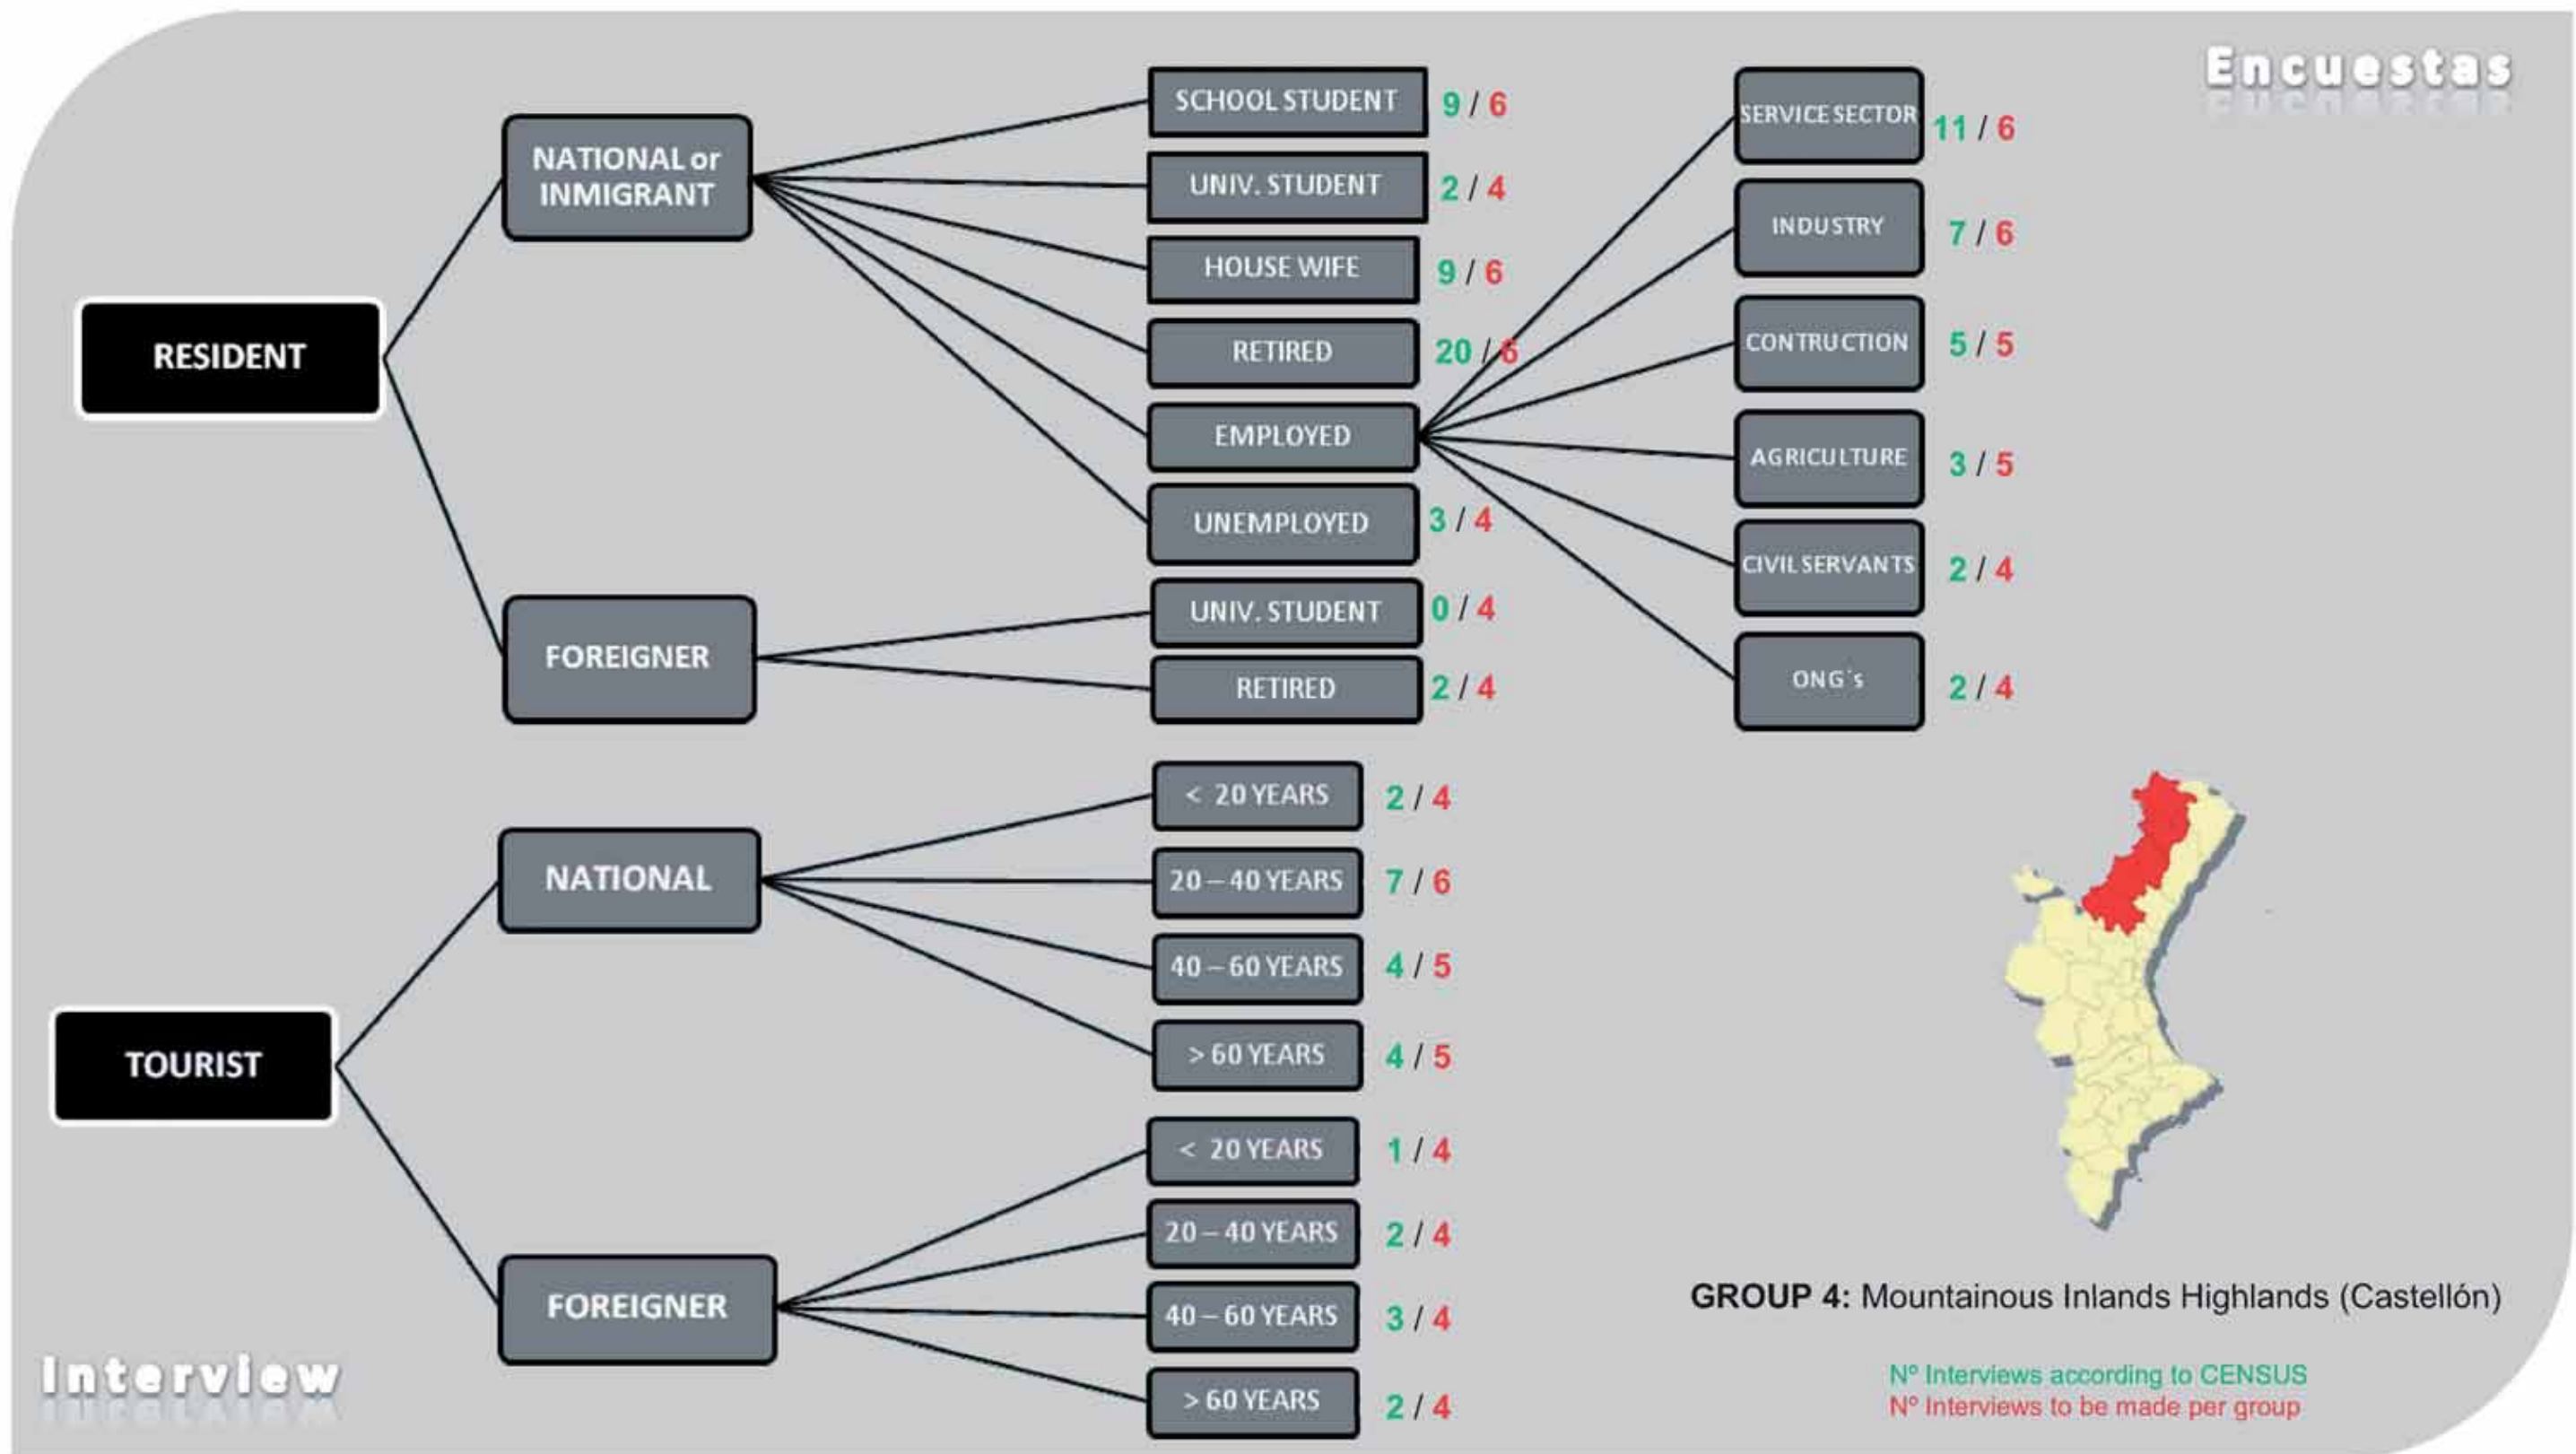 Encuestas
RESIDENT
NATIONAL or
INMIGRANT
SCHOOL STUDENT 9 / 6
UNIV. STUDENT 2 / 4
HOUSE WIFE 9 / 6
RETIRED 20 / 6
EMPLOYED
UNEMPLOYED 3 / 4
SERVICE SECTOR 11 / 6
INDUSTRY 7 / 6
CONTRUCTION 5 / 5
AGRICULTURE 3 / 5
CIVIL SERVANTS 2 / 4
ONG´s 2 / 4
FOREIGNER
UNIV. STUDENT 0 / 4
RETIRED 2 / 4
TOURIST
NATIONAL
< 20 YEARS 2 / 4
20 – 40 YEARS 7 / 6
40 – 60 YEARS 4 / 5
> 60 YEARS 4 / 5
FOREIGNER
< 20 YEARS 1 / 4
20 – 40 YEARS 2 / 4
40 – 60 YEARS 3 / 4
> 60 YEARS 2 / 4
GROUP 4: Mountainous Inlands Highlands (Castellón)
Nº Interviews according to CENSUS
Nº Interviews to be made per group
Interview